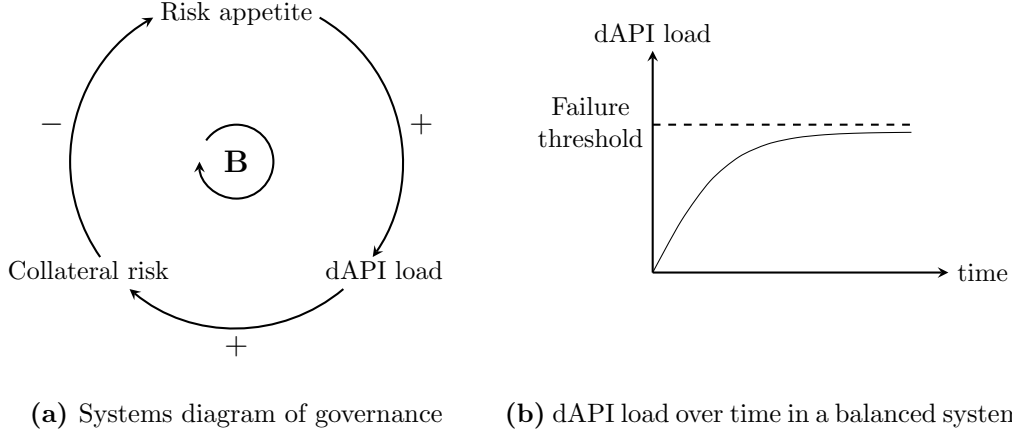 Risk appetite
−
+
B
Collateral risk
dAPI load
+
(a) Systems diagram of governance
dAPI load
Failure
threshold
time
(b) dAPI load over time in a balanced system